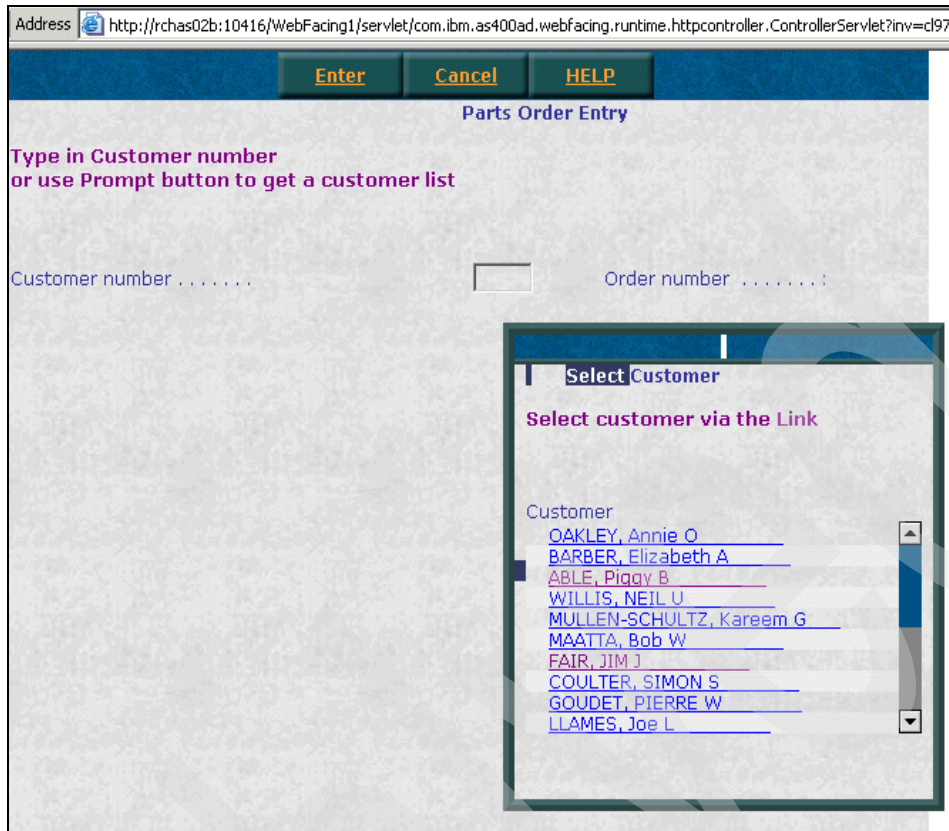 Address http://rchas02b:10416/WebFacing1/servlet/com.ibm.as400ad.webfacing.runtime.httpcontroller.ControllerServlet?inv=cl97
Enter Cancel HELP
Parts Order Entry
Type in Customer number
or use Prompt button to get a customer list
Customer number . . . . . . . Order number . . . . . . . :
Select Customer
Select customer via the Link
Customer
OAKLEY, Annie O
BARBER, Elizabeth A
ABLE, Piggy B
WILLIS, NEIL U
MULLEN-SCHULTZ, Kareem G
MAATTA, Bob W
FAIR, JIM J
COULTER, SIMON S
GOUDET, PIERRE W
LLAMES, Joe L